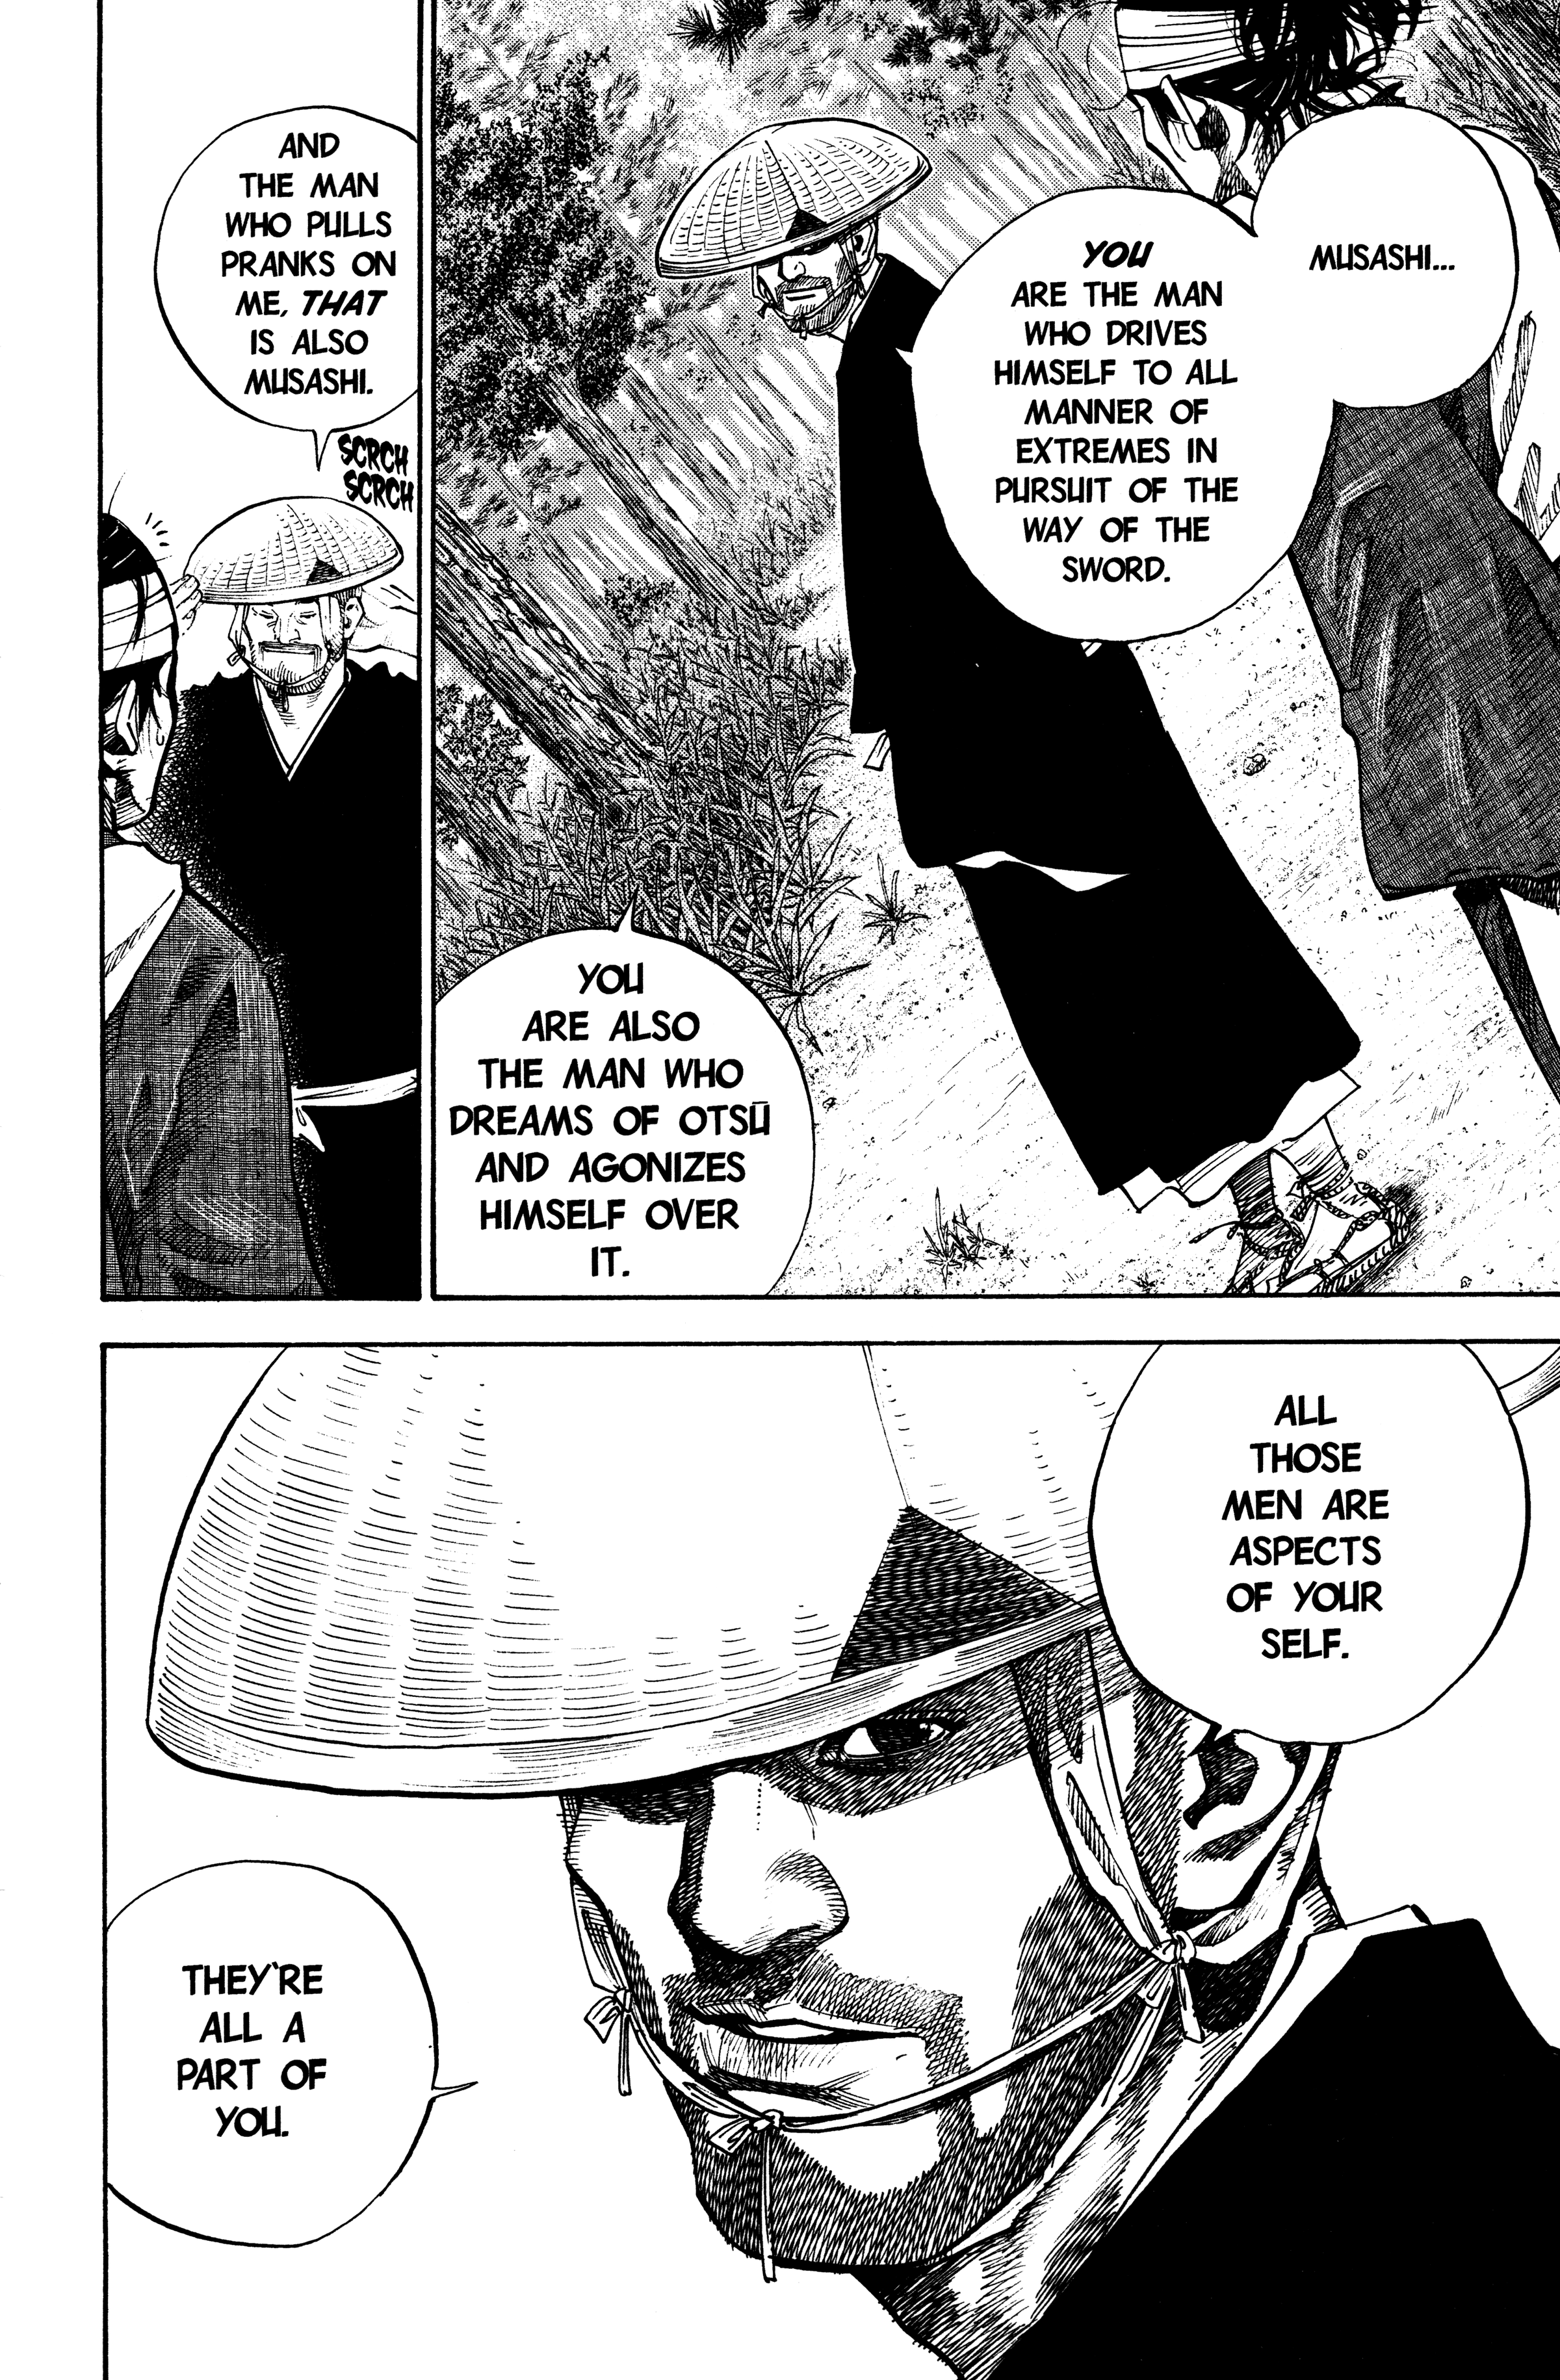 MUSASHI...
YOU
ARE THE MAN
WHO DRIVES
HIMSELF TO ALL
MANNER OF
EXTREMES IN
PURSUIT OF THE
WAY OF THE
SWORD.
YOU
ARE ALSO
THE MAN WHO
DREAMS OF OTSŪ
AND AGONIZES
HIMSELF OVER
IT.
AND
THE MAN
WHO PULLS
PRANKS ON
ME, THAT
IS ALSO
MUSASHI.
SCRCH
SCRCH
ALL
THOSE
MEN ARE
ASPECTS
OF YOUR
SELF.
THEY'RE
ALL A
PART OF
YOU.